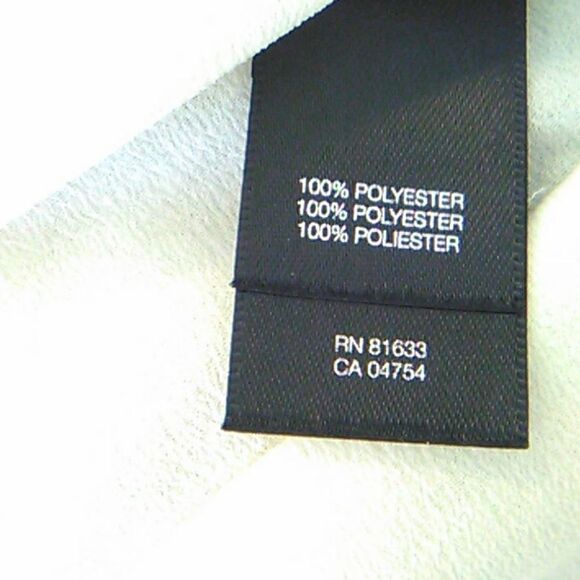 100% POLYESTER
100% POLYESTER
100% POLIESTER
RN 81633
CA 04754